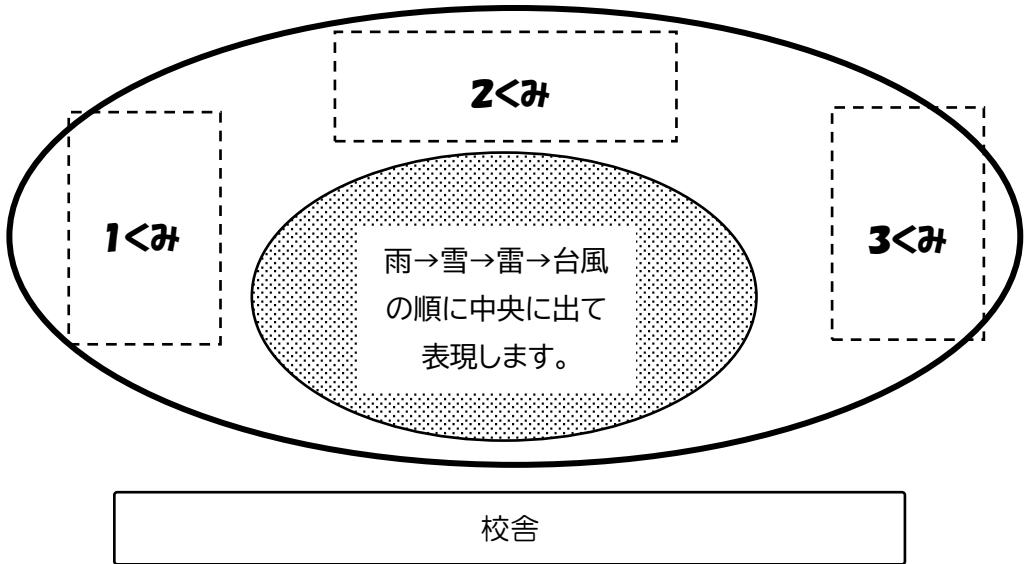 2くみ
1くみ
3くみ
雨→雪→雷→台風
の順に中央に出て
表現します。
校舎